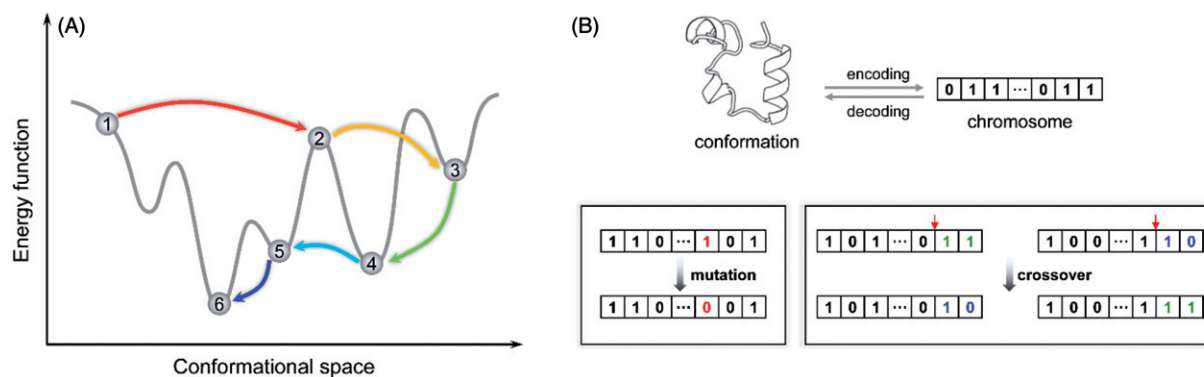 (A)
Energy function
1
2
3
4
5
6
Conformational space
(B)
conformation
encoding
decoding
0 1 1 ··· 0 1 1
chromosome
1 1 0 ··· 1 0 1
mutation
1 1 0 ··· 0 0 1
1 0 1 ··· 0 1 1
1 0 0 ··· 1 1 0
crossover
1 0 1 ··· 0 1 0
1 0 0 ··· 1 1 1